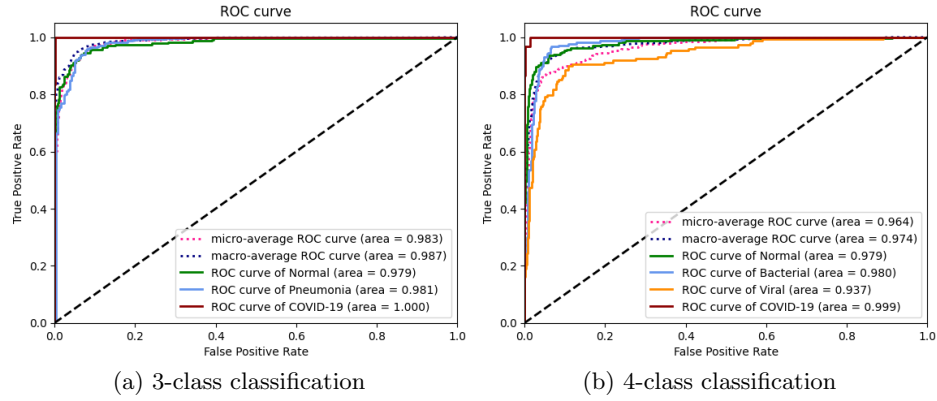 ROC curve
1.0
0.8
0.6
0.4
0.2
0.0
True Positive Rate
micro-average ROC curve (area = 0.983)
macro-average ROC curve (area = 0.987)
ROC curve of Normal (area = 0.979)
ROC curve of Pneumonia (area = 0.981)
ROC curve of COVID-19 (area = 1.000)
0.0 0.2 0.4 0.6 0.8 1.0
False Positive Rate
(a) 3-class classification
ROC curve
1.0
0.8
0.6
0.4
0.2
0.0
True Positive Rate
micro-average ROC curve (area = 0.964)
macro-average ROC curve (area = 0.974)
ROC curve of Normal (area = 0.979)
ROC curve of Bacterial (area = 0.980)
ROC curve of Viral (area = 0.937)
ROC curve of COVID-19 (area = 0.999)
0.0 0.2 0.4 0.6 0.8 1.0
False Positive Rate
(b) 4-class classification